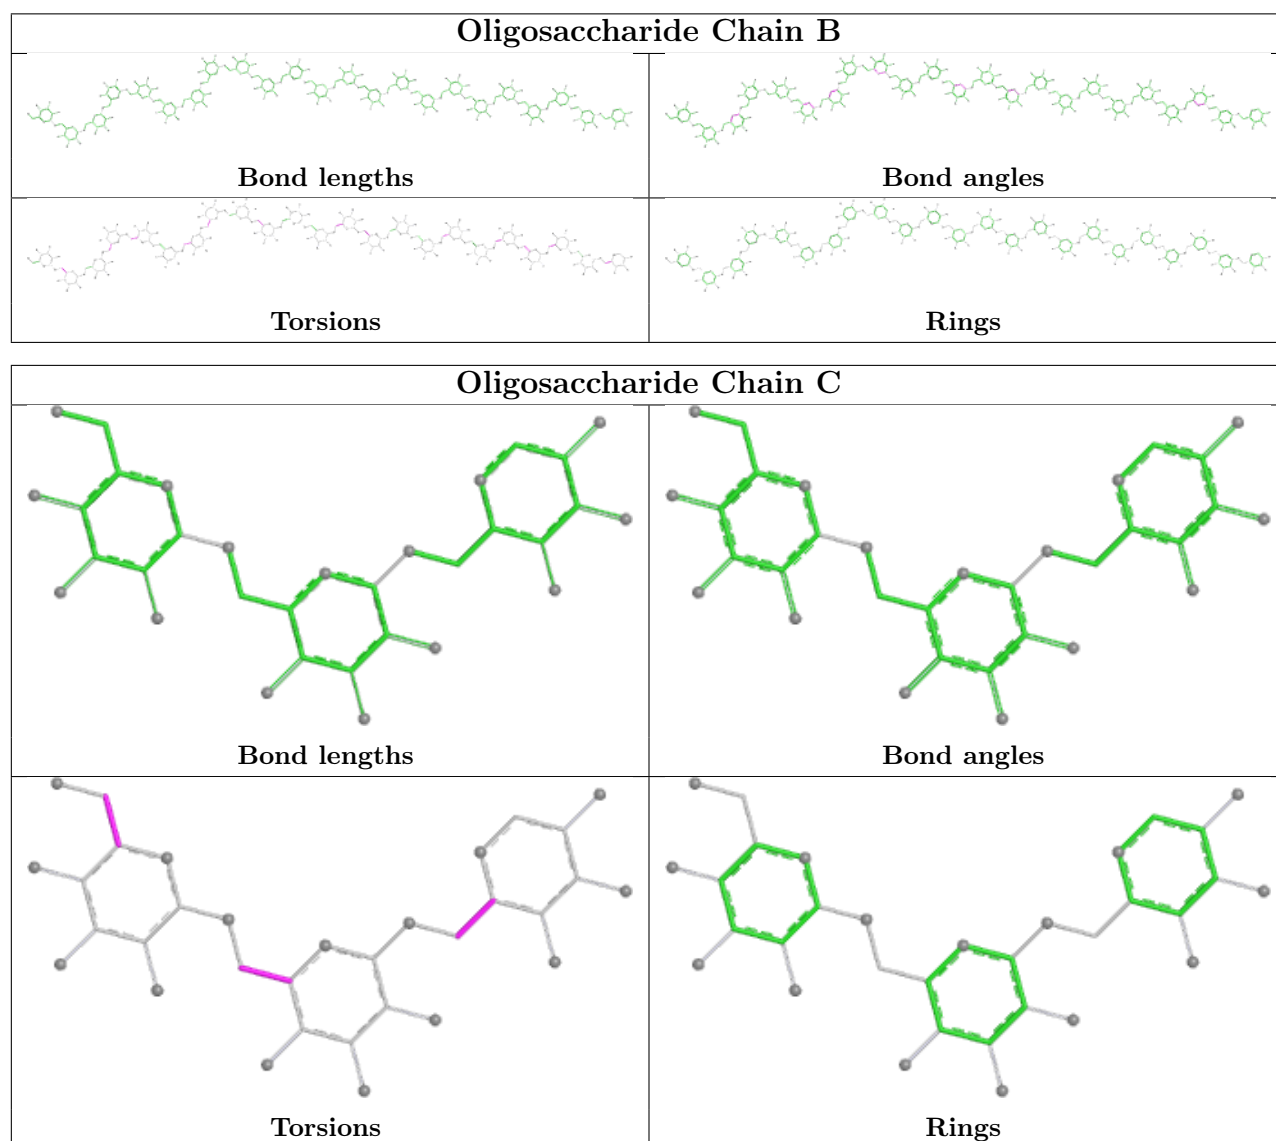 Oligosaccharide Chain B
Bond lengths
Bond angles
Torsions
Rings
Oligosaccharide Chain C
Bond lengths
Bond angles
Torsions
Rings